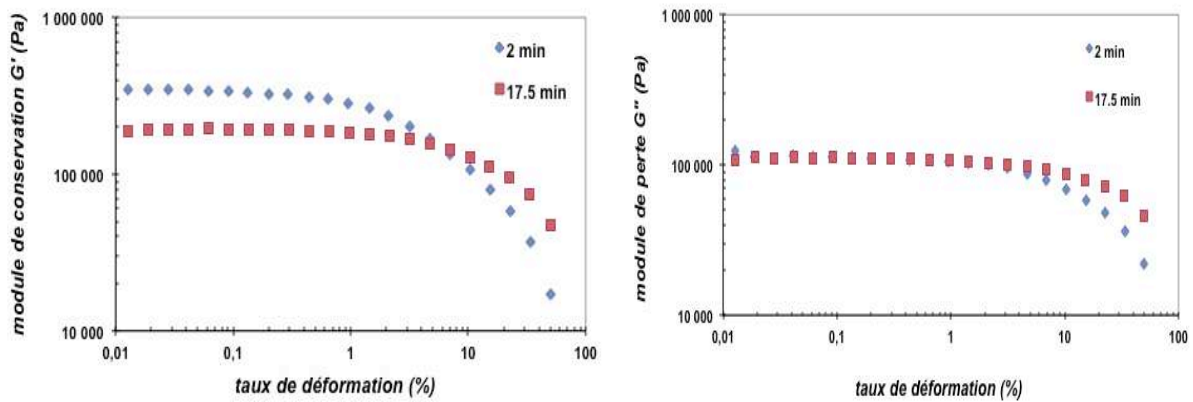 module de conservation G' (Pa)
1 000 000
100 000
10 000
0,01
0,1
1
10
100
taux de déformation (%)
2 min
17.5 min
module de perte G" (Pa)
1 000 000
100 000
10 000
0,01
0,1
1
10
100
taux de déformation (%)
2 min
17.5 min